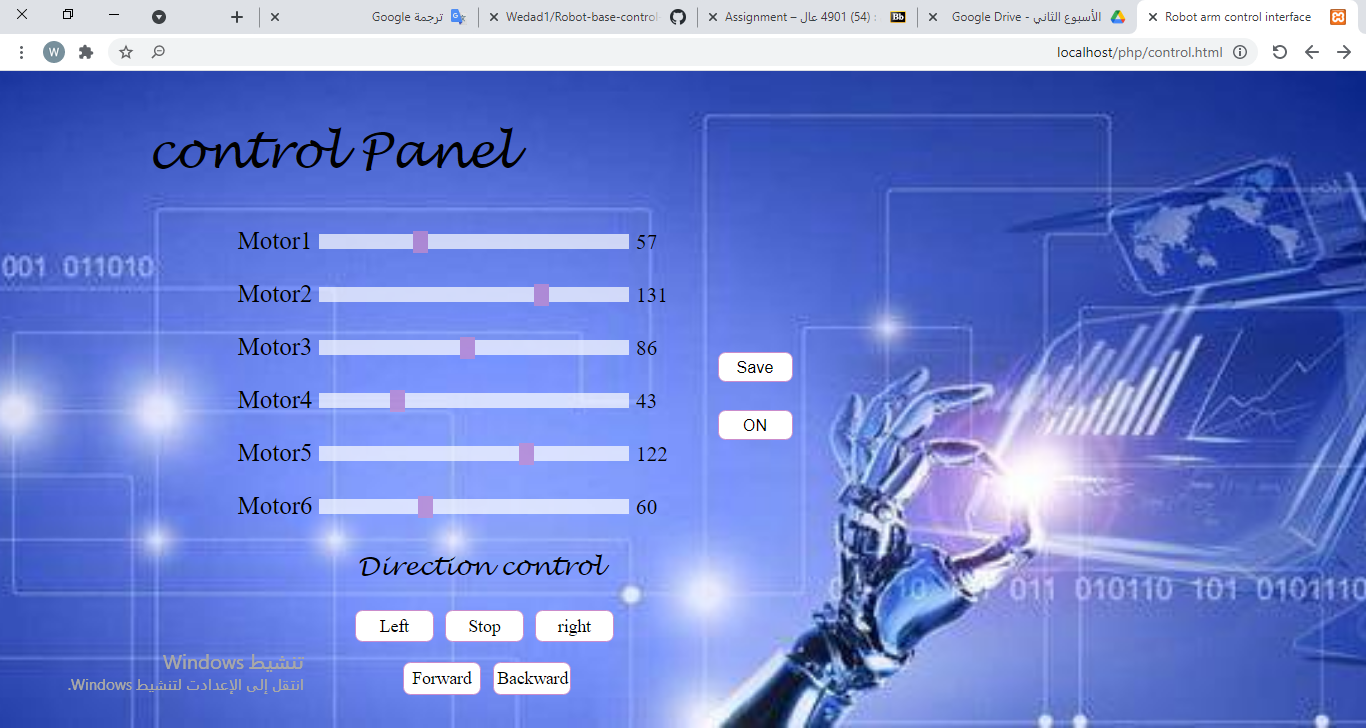 ترجمة Google
Wedad1/Robot-base-control
Assignment – عال 4901 (54) :
الأسبوع الثاني - Google Drive
Robot arm control interface
W
localhost/php/control.html
control Panel
Motor1 57
001 011010
Motor2 131
Motor3 86
Save
Motor4 43
ON
Motor5 122
Motor6 60
Direction control
011 010110 101 0101110
Left Stop right
Forward Backward
تنشيط Windows
انتقل إلى الإعدادت لتنشيط Windows.